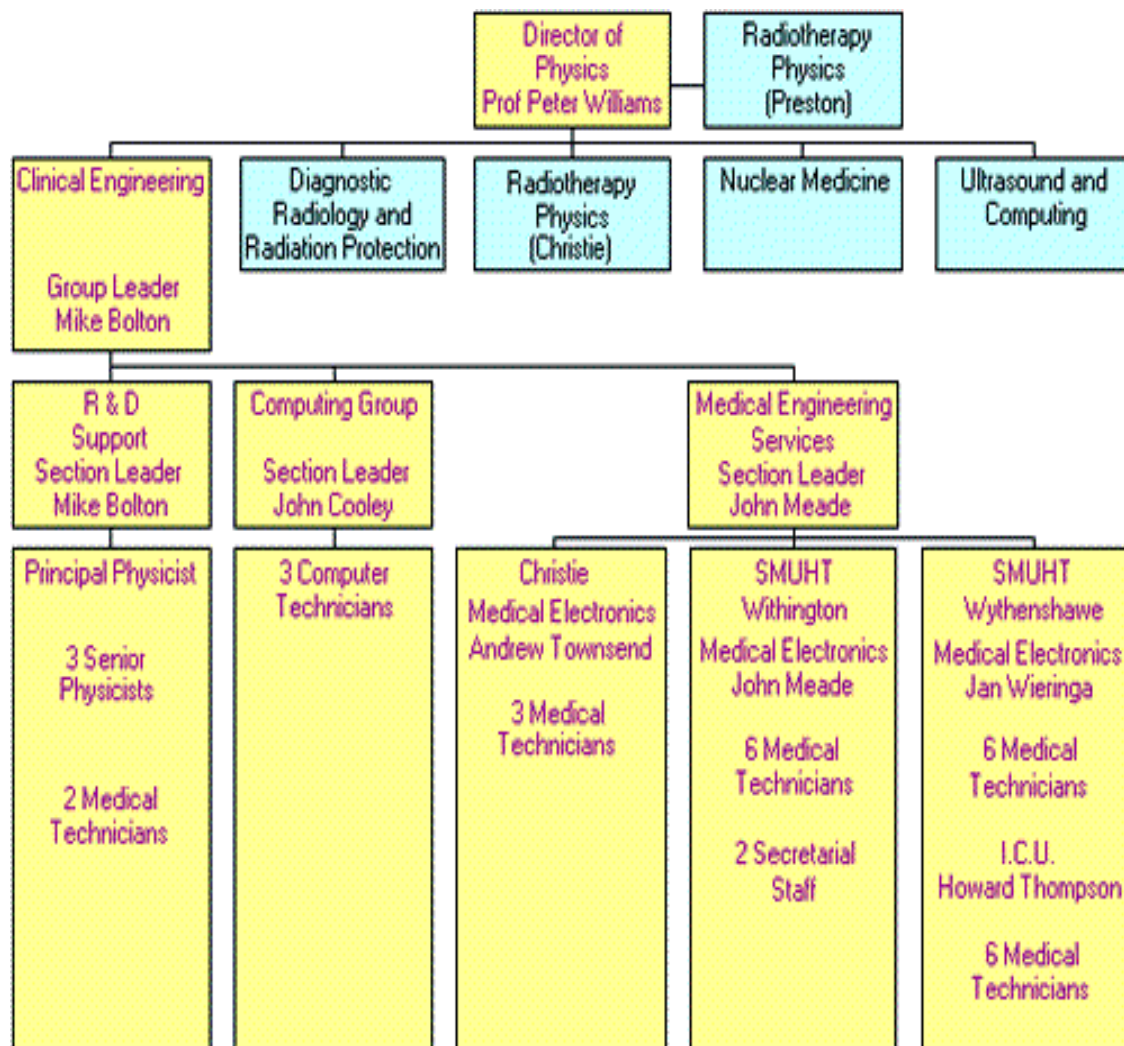 Director of
Physics
Prof Peter Williams
Radiotherapy
Physics
(Preston)
Clinical Engineering
Group Leader
Mike Bolton
Diagnostic
Radiology and
Radiation Protection
Radiotherapy
Physics
(Christie)
Nuclear Medicine
Ultrasound and
Computing
R & D
Support
Section Leader
Mike Bolton
Computing Group
Section Leader
John Cooley
Medical Engineering
Services
Section Leader
John Meade
Principal Physicist
3 Senior
Physicists
2 Medical
Technicians
3 Computer
Technicians
Christie
Medical Electronics
Andrew Townsend
3 Medical
Technicians
SMUHT
Withington
Medical Electronics
John Meade
6 Medical
Technicians
2 Secretarial
Staff
SMUHT
Wythenshawe
Medical Electronics
Jan Wieringa
6 Medical
Technicians
I.C.U.
Howard Thompson
6 Medical
Technicians